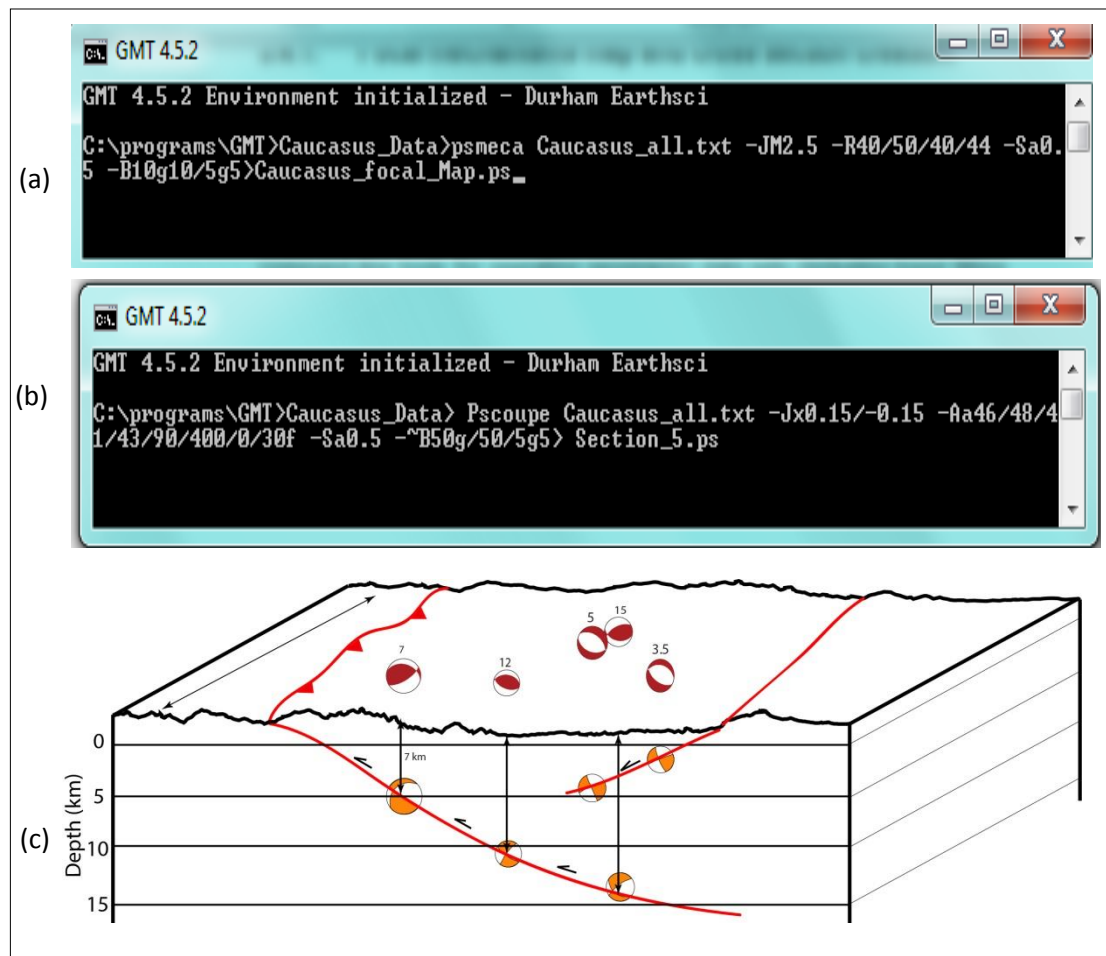 GMT 4.5.2
GMT 4.5.2 Environment initialized - Durham Earthsci
C:\programs\GMT>Caucasus_Data>psmeca Caucasus_all.txt -JM2.5 -R40/50/40/44 -Sa0.
5 -B10g10/5g5>Caucasus_focal_Map.ps_
(a)
GMT 4.5.2
GMT 4.5.2 Environment initialized - Durham Earthsci
C:\programs\GMT>Caucasus_Data> Pscoupe Caucasus_all.txt -Jx0.15/-0.15 -Aa46/48/4
1/43/90/400/0/30f -Sa0.5 -^B50g/50/5g5> Section_5.ps
(b)
5
15
7
12
3.5
0
7 km
5
10
15
Depth (km)
(c)